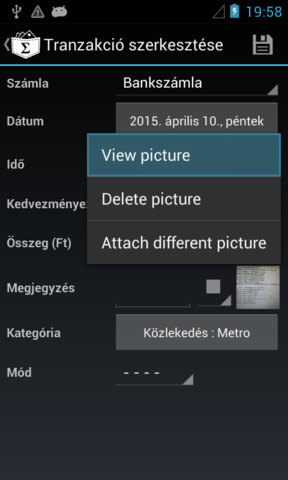 19:58
Tranzakció szerkesztése
Számla
Bankszámla
Dátum
2015. április 10., péntek
View picture
Idő
Delete picture
Kedvezménye
Attach different picture
Összeg (Ft)
Megjegyzés
Kategória
Közlekedés : Metro
Mód
- - - -